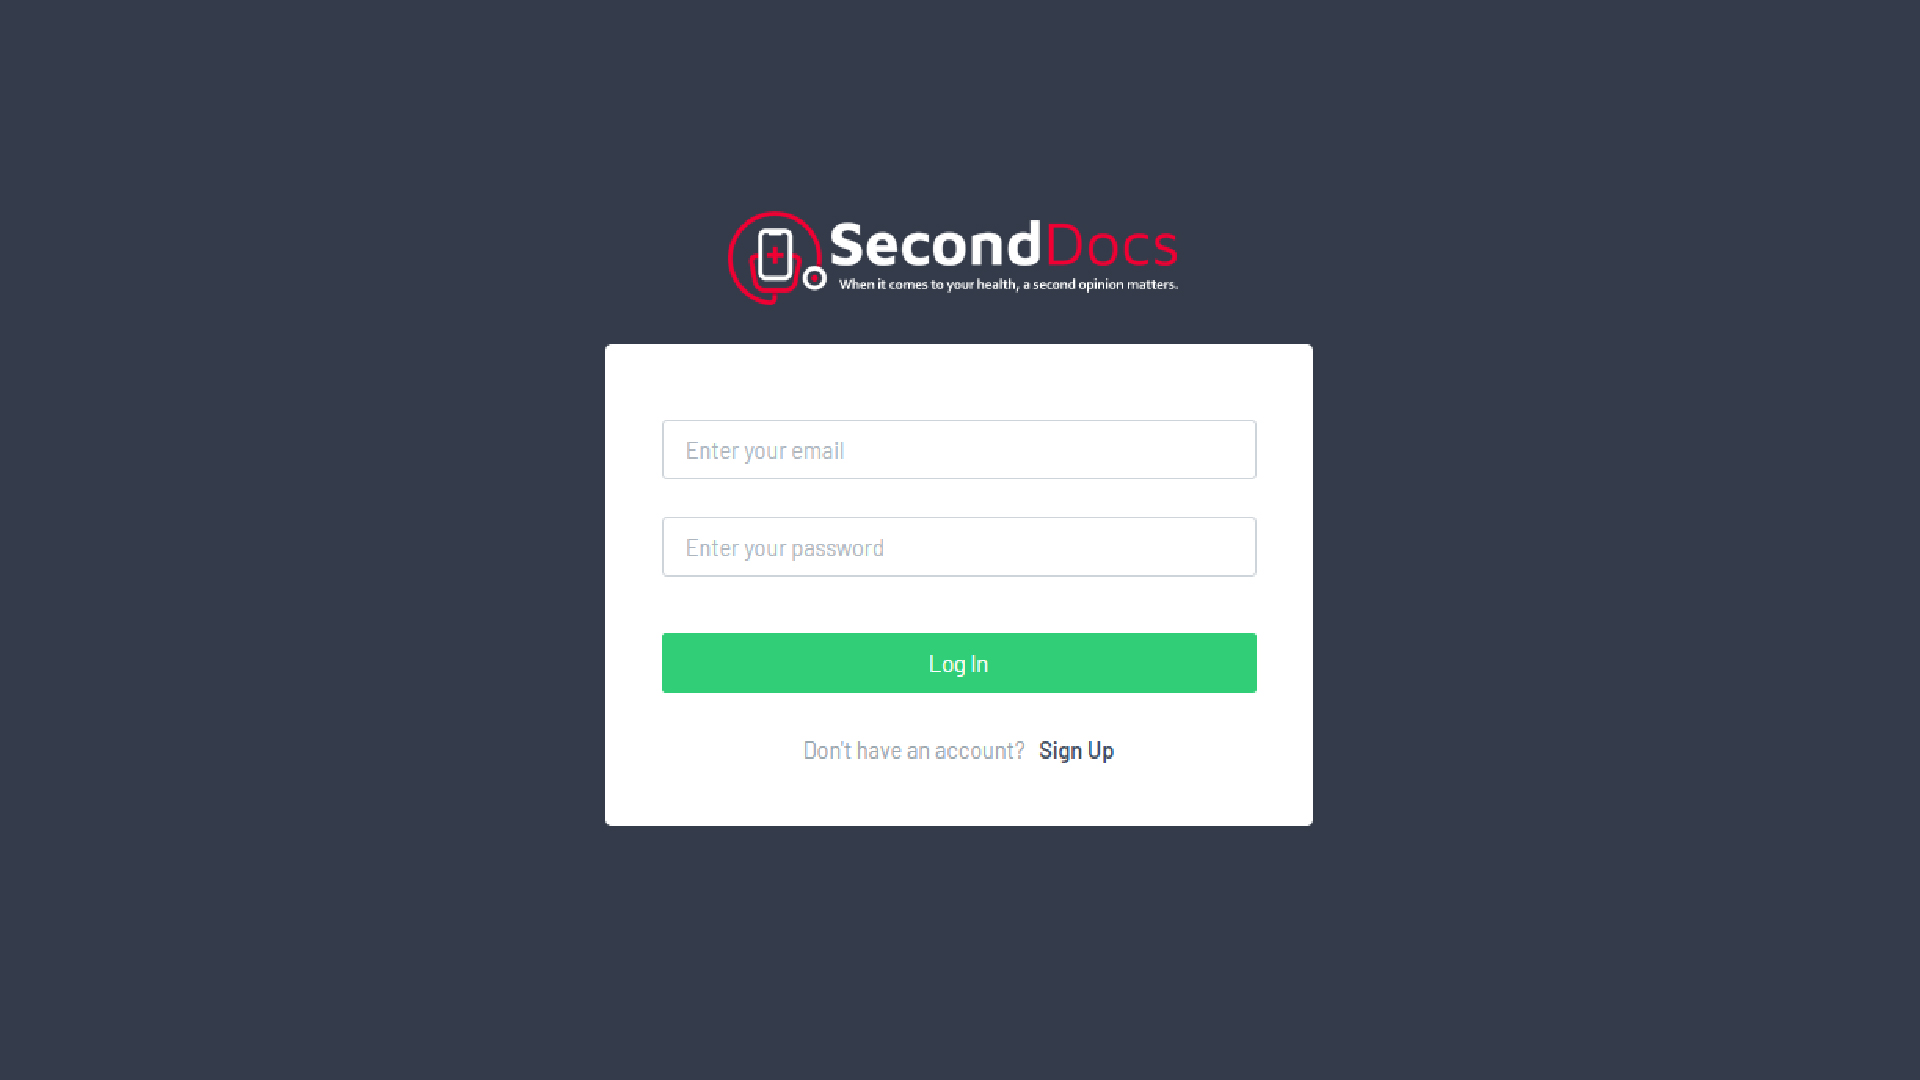 SecondDocs
When it comes to your health, a second opinion matters.
Enter your email
Enter your password
Log In
Don't have an account? Sign Up